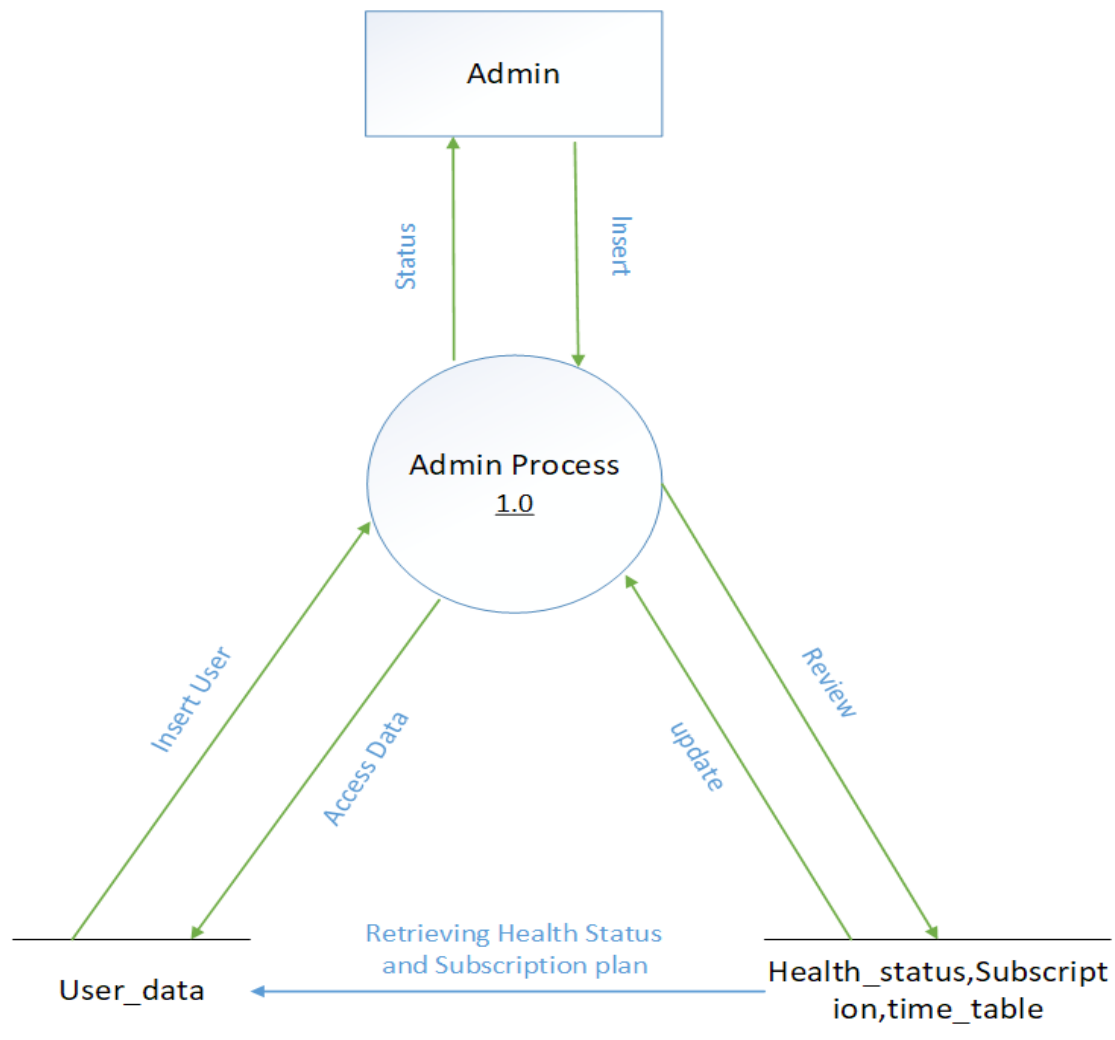 Admin
Status
Insert
Admin Process
1.0
Insert User
Access Data
Review
update
Retrieving Health Status
and Subscription plan
User_data
Health_status,Subscript
ion,time_table